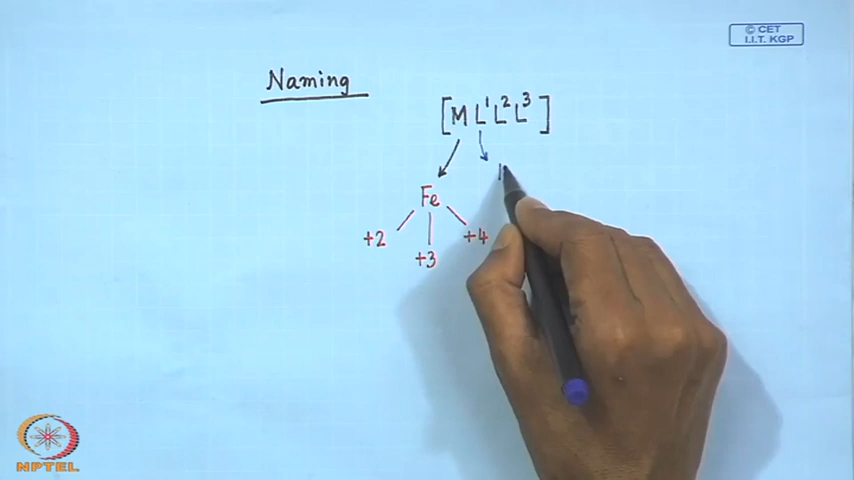 © CET
I.I.T. KGP
Naming
[M L¹ L² L³]
Fe
+2 +3 +4
NPTEL